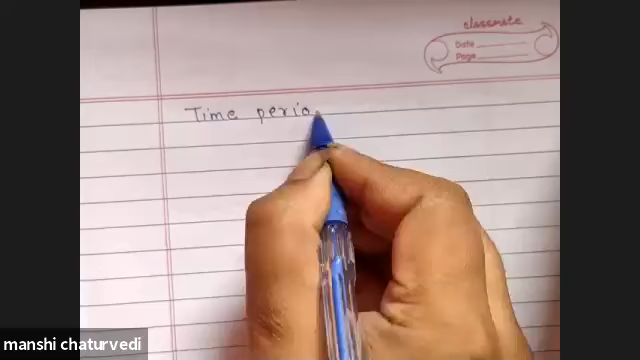 classmate
Date
Page
Time perio
manshi chaturvedi